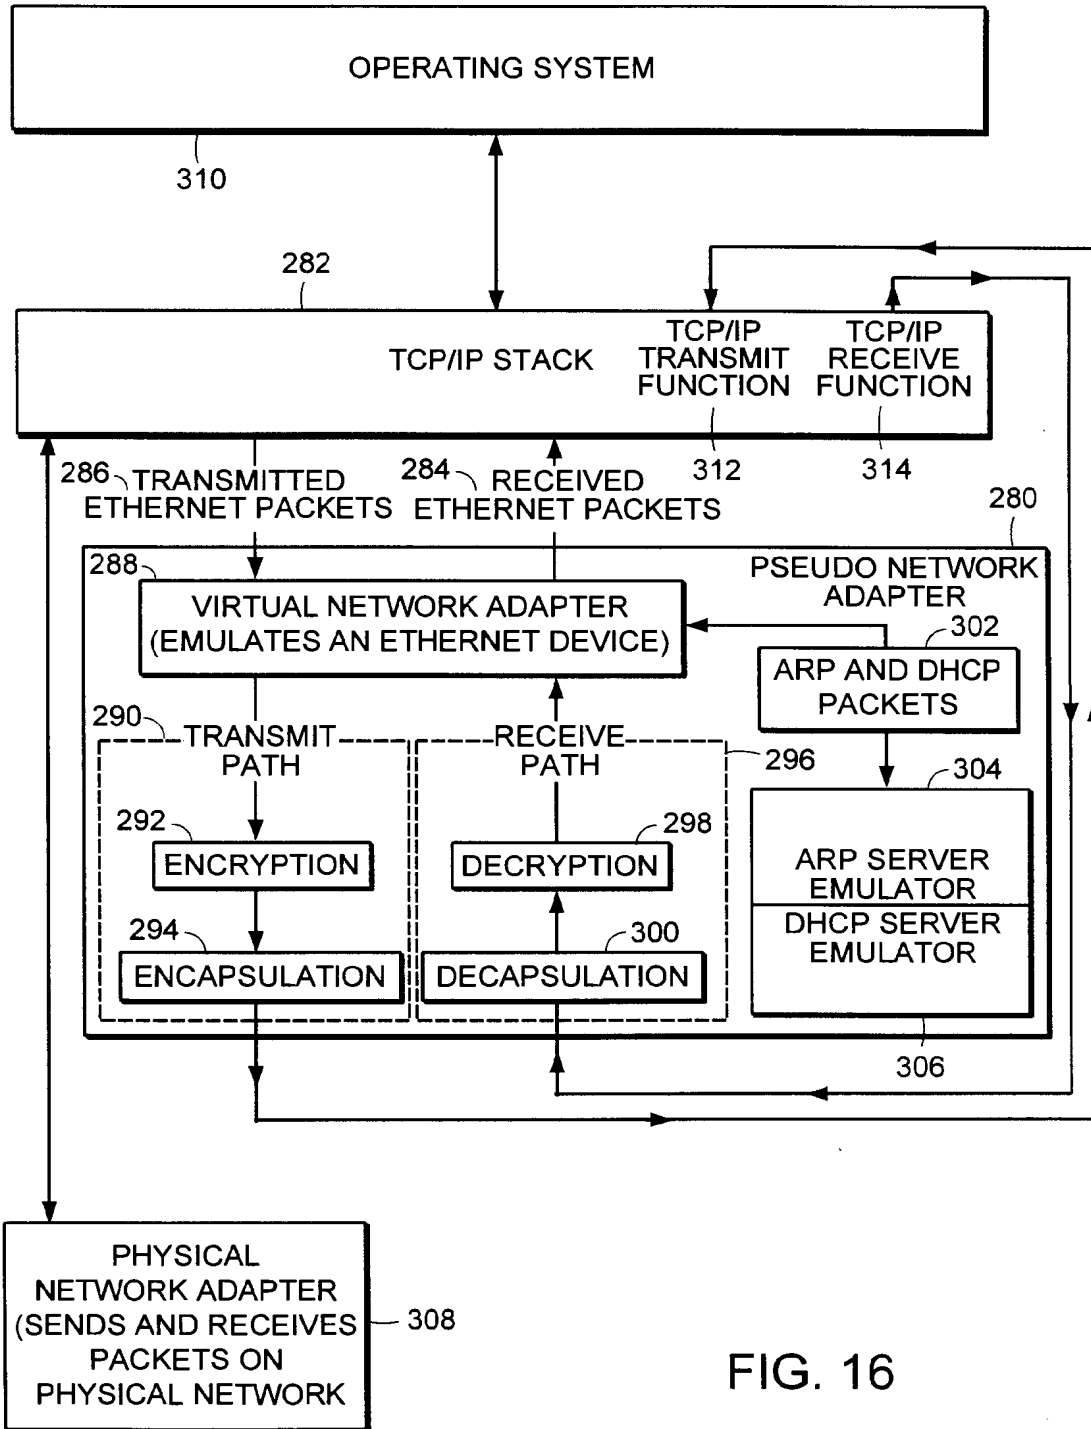 OPERATING SYSTEM
310
282
TCP/IP STACK
TCP/IP
TRANSMIT
FUNCTION
TCP/IP
RECEIVE
FUNCTION
312
314
286
TRANSMITTED
ETHERNET PACKETS
284
RECEIVED
ETHERNET PACKETS
280
288
VIRTUAL NETWORK ADAPTER
(EMULATES AN ETHERNET DEVICE)
PSEUDO NETWORK
ADAPTER
302
ARP AND DHCP
PACKETS
290
TRANSMIT
PATH
RECEIVE
PATH
296
304
292
ENCRYPTION
298
DECRYPTION
ARP SERVER
EMULATOR
DHCP SERVER
EMULATOR
294
ENCAPSULATION
300
DECAPSULATION
306
PHYSICAL
NETWORK ADAPTER
(SENDS AND RECEIVES
PACKETS ON
PHYSICAL NETWORK
308
FIG. 16